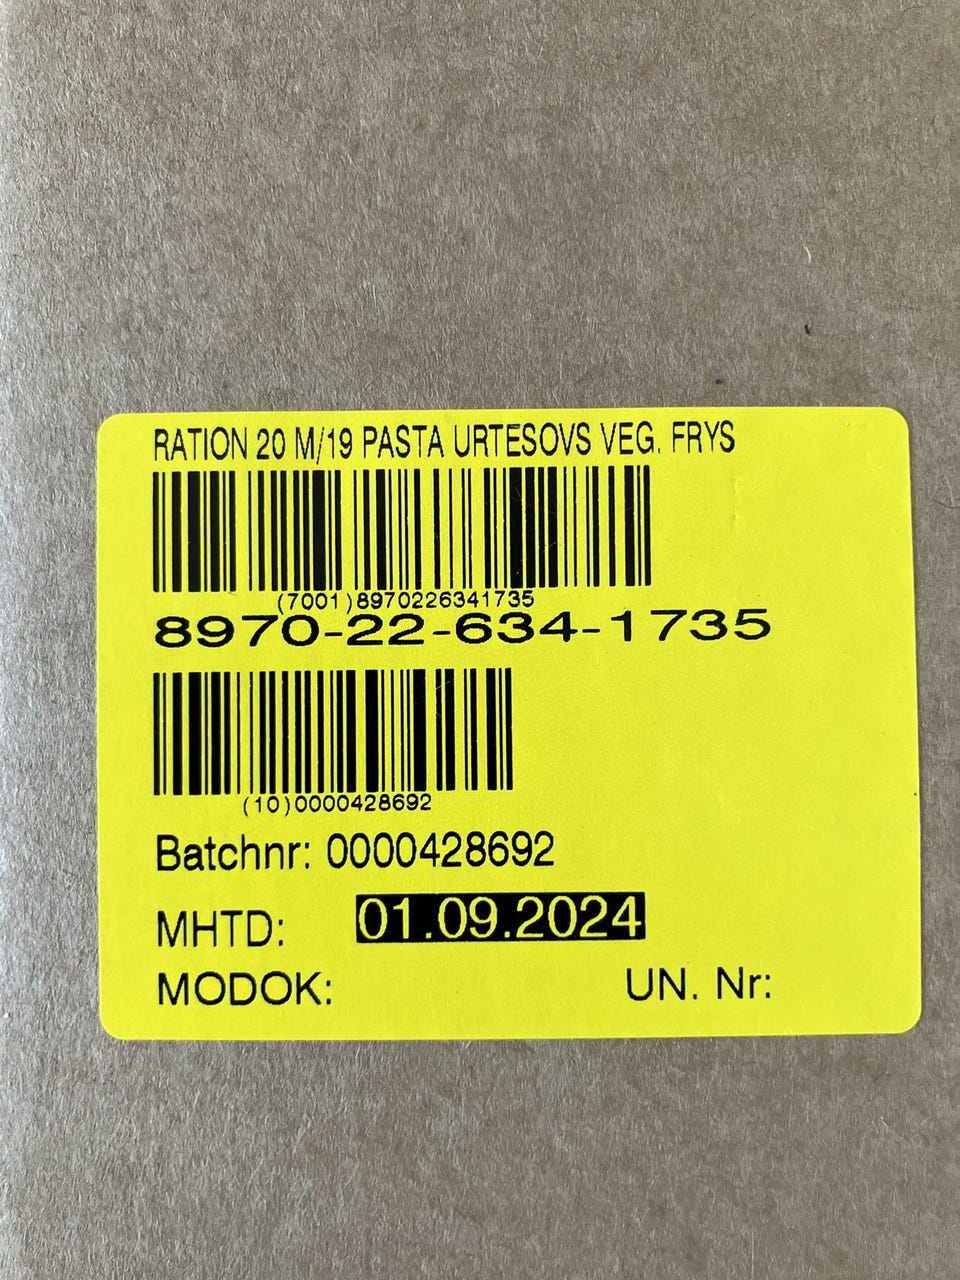 RATION 20 M/19 PASTA URTESOVS VEG. FRYS
(7001)8970226341735
8970-22-634-1735
(10)0000428692
Batchnr: 0000428692
MHTD: 01.09.2024
MODOK: UN. Nr: